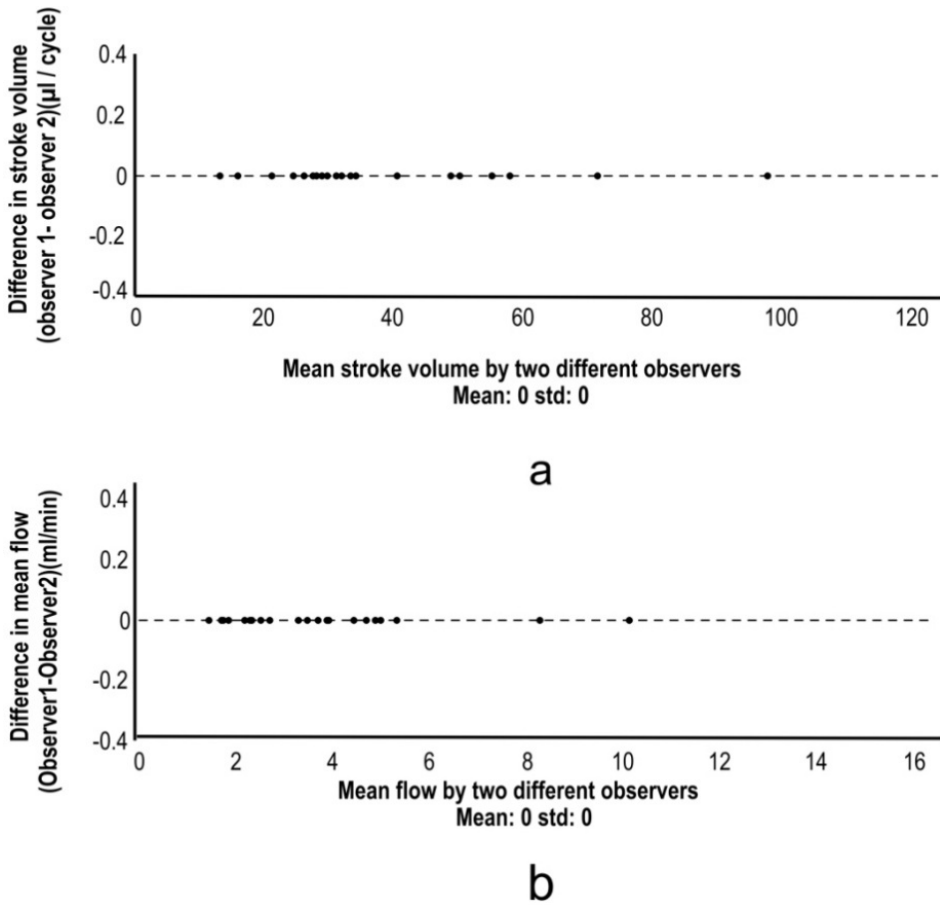 Difference in stroke volume
(observer 1- observer 2)(µl / cycle)
0.4
0.2
0
-0.2
-0.4
0 20 40 60 80 100 120
Mean stroke volume by two different observers
Mean: 0 std: 0
a
Difference in mean flow
(Observer1-Observer2)(ml/min)
0.4
0.2
0
-0.2
-0.4
0 2 4 6 8 10 12 14 16
Mean flow by two different observers
Mean: 0 std: 0
b